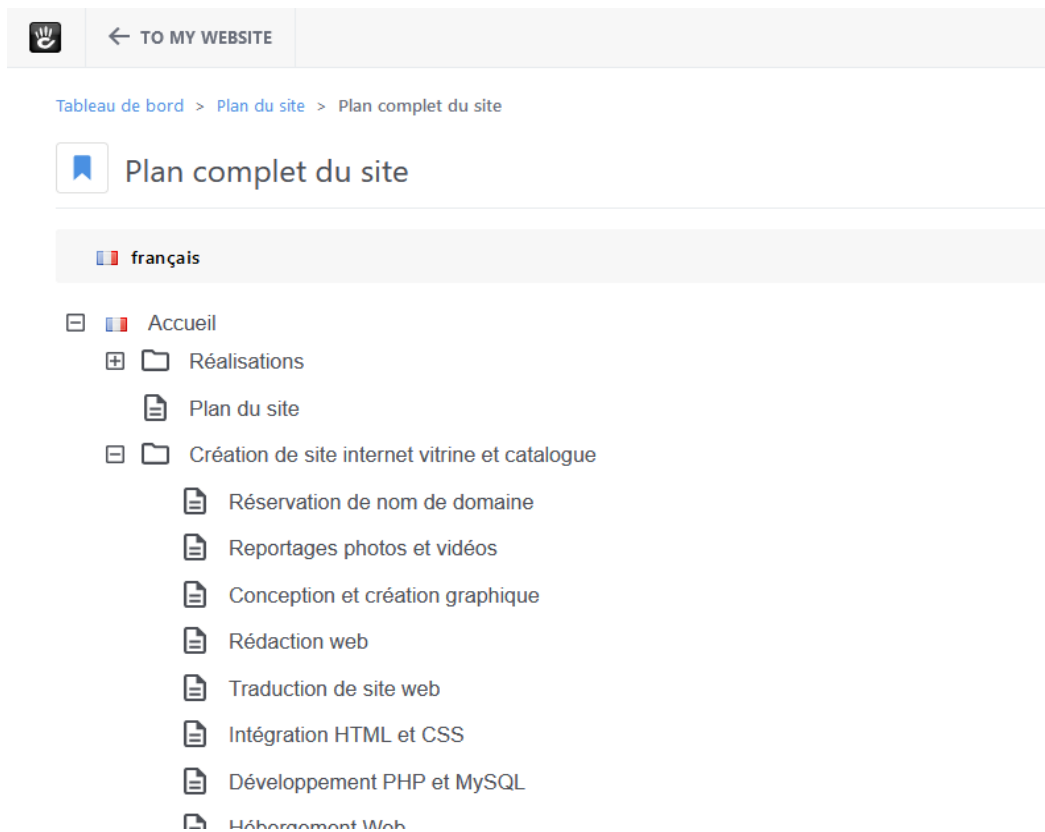 ← TO MY WEBSITE
Tableau de bord > Plan du site > Plan complet du site
Plan complet du site
français
Accueil
Réalisations
Plan du site
Création de site internet vitrine et catalogue
Réservation de nom de domaine
Reportages photos et vidéos
Conception et création graphique
Rédaction web
Traduction de site web
Intégration HTML et CSS
Développement PHP et MySQL
Hébergement Web